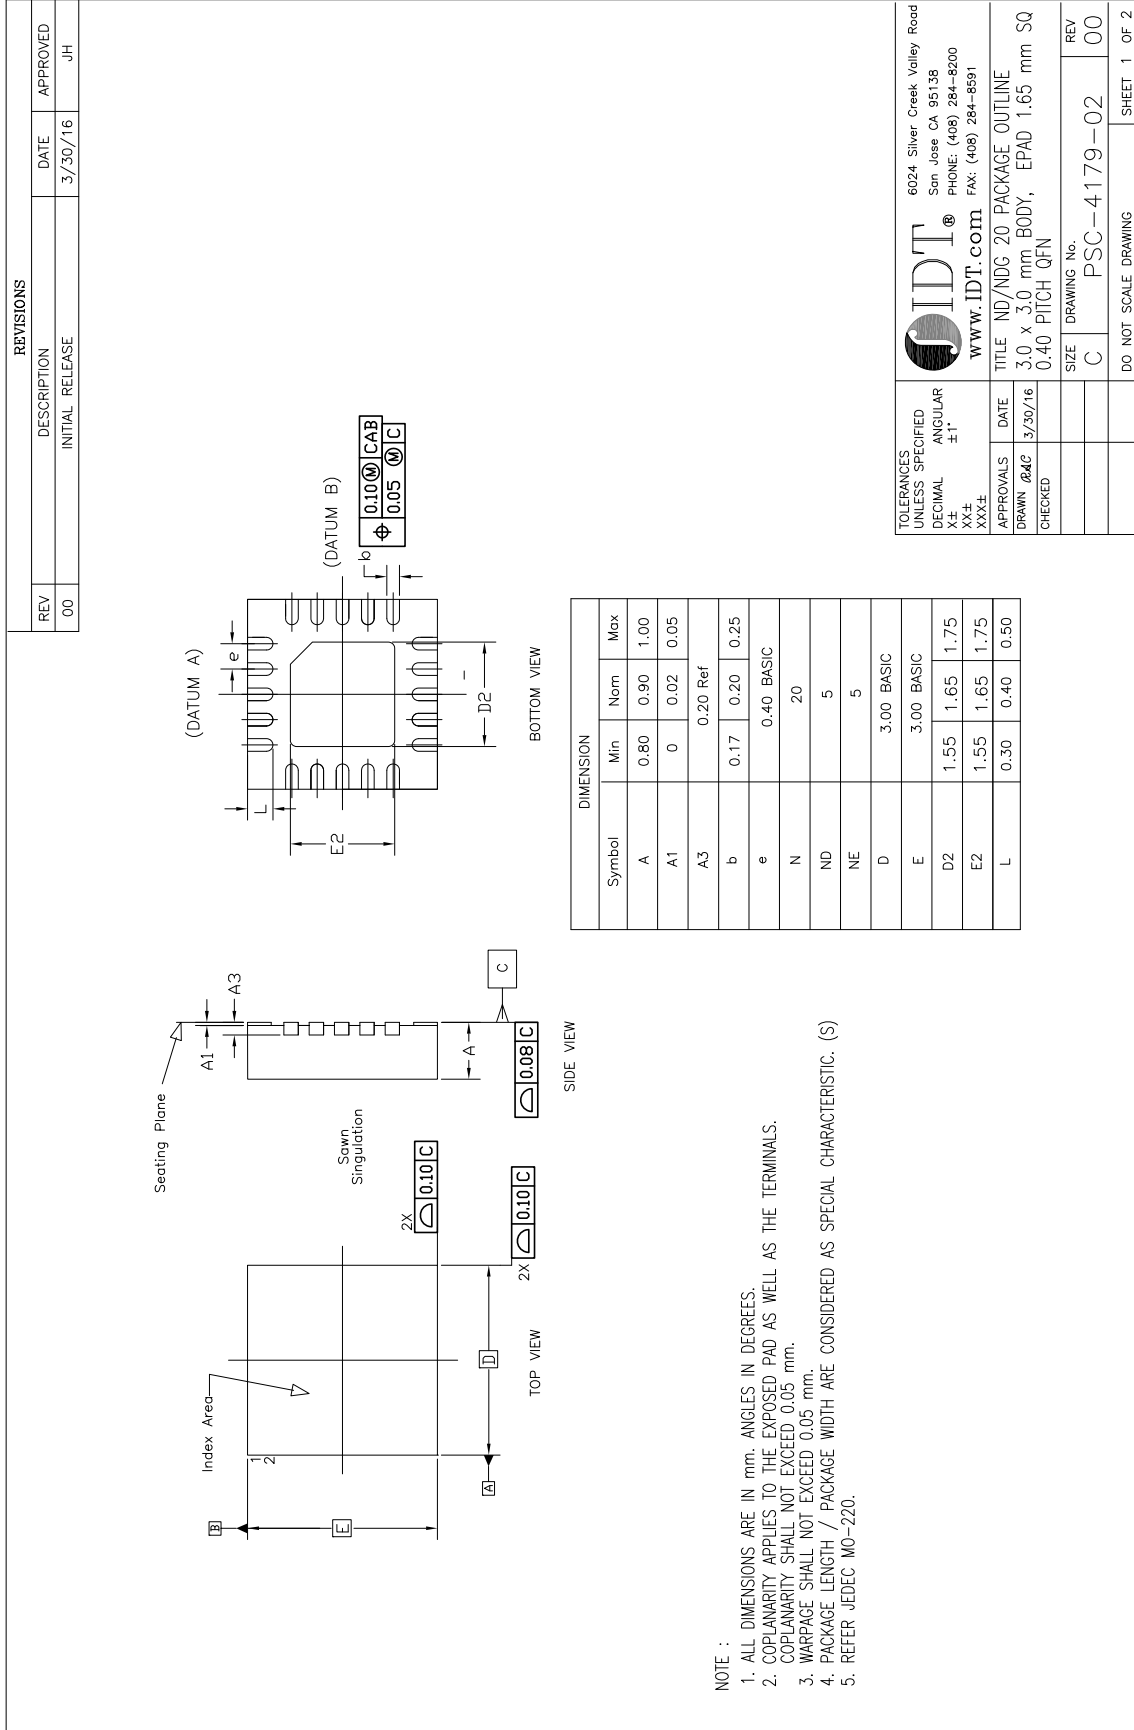 REVISIONS
REV DESCRIPTION DATE APPROVED
00 INITIAL RELEASE 3/30/16 JH
Seating Plane
A1
A3
Index Area
1
2
B
E
A
D
TOP VIEW
2X 0.10 C
2X 0.10 C
Sawn
Singulation
A
0.08 C
C
SIDE VIEW
(DATUM A)
(DATUM B)
e
L
E2
D2
b
0.10 M C A B
0.05 M C
BOTTOM VIEW
DIMENSION
Symbol Min Nom Max
A 0.80 0.90 1.00
A1 0 0.02 0.05
A3 0.20 Ref
b 0.17 0.20 0.25
e 0.40 BASIC
N 20
ND 5
NE 5
D 3.00 BASIC
E 3.00 BASIC
D2 1.55 1.65 1.75
E2 1.55 1.65 1.75
L 0.30 0.40 0.50
NOTE :
1. ALL DIMENSIONS ARE IN mm. ANGLES IN DEGREES.
2. COPLANARITY APPLIES TO THE EXPOSED PAD AS WELL AS THE TERMINALS.
COPLANARITY SHALL NOT EXCEED 0.05 mm.
3. WARPAGE SHALL NOT EXCEED 0.05 mm.
4. PACKAGE LENGTH / PACKAGE WIDTH ARE CONSIDERED AS SPECIAL CHARACTERISTIC. (S)
5. REFER JEDEC MO-220.
TOLERANCES
UNLESS SPECIFIED
DECIMAL ANGULAR
X± ±1°
XX±
XXX±
APPROVALS DATE
DRAWN RAC 3/30/16
CHECKED
IDT®
www.IDT.com
6024 Silver Creek Valley Road
San Jose CA 95138
PHONE: (408) 284-8200
FAX: (408) 284-8591
TITLE ND/NDG 20 PACKAGE OUTLINE
3.0 x 3.0 mm BODY, EPAD 1.65 mm SQ
0.40 PITCH QFN
SIZE DRAWING No. REV
C PSC-4179-02 00
DO NOT SCALE DRAWING SHEET 1 OF 2